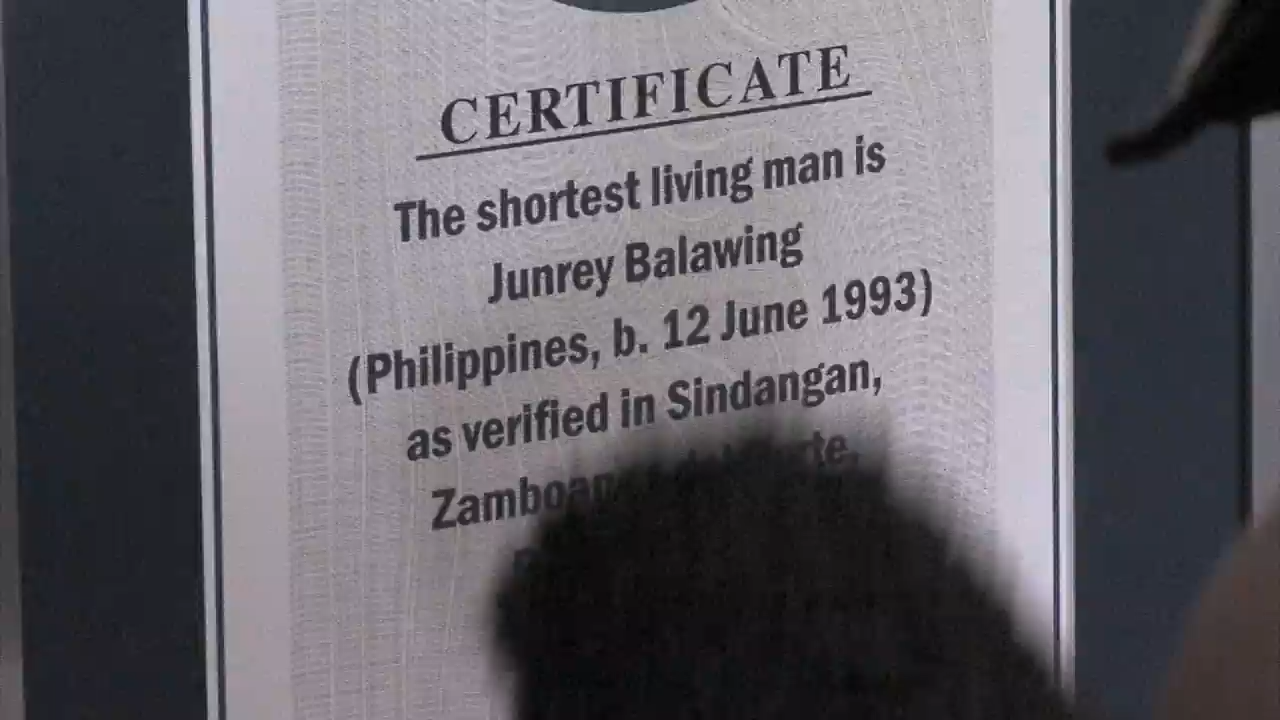 CERTIFICATE
The shortest living man is
Junrey Balawing
(Philippines, b. 12 June 1993)
as verified in Sindangan,